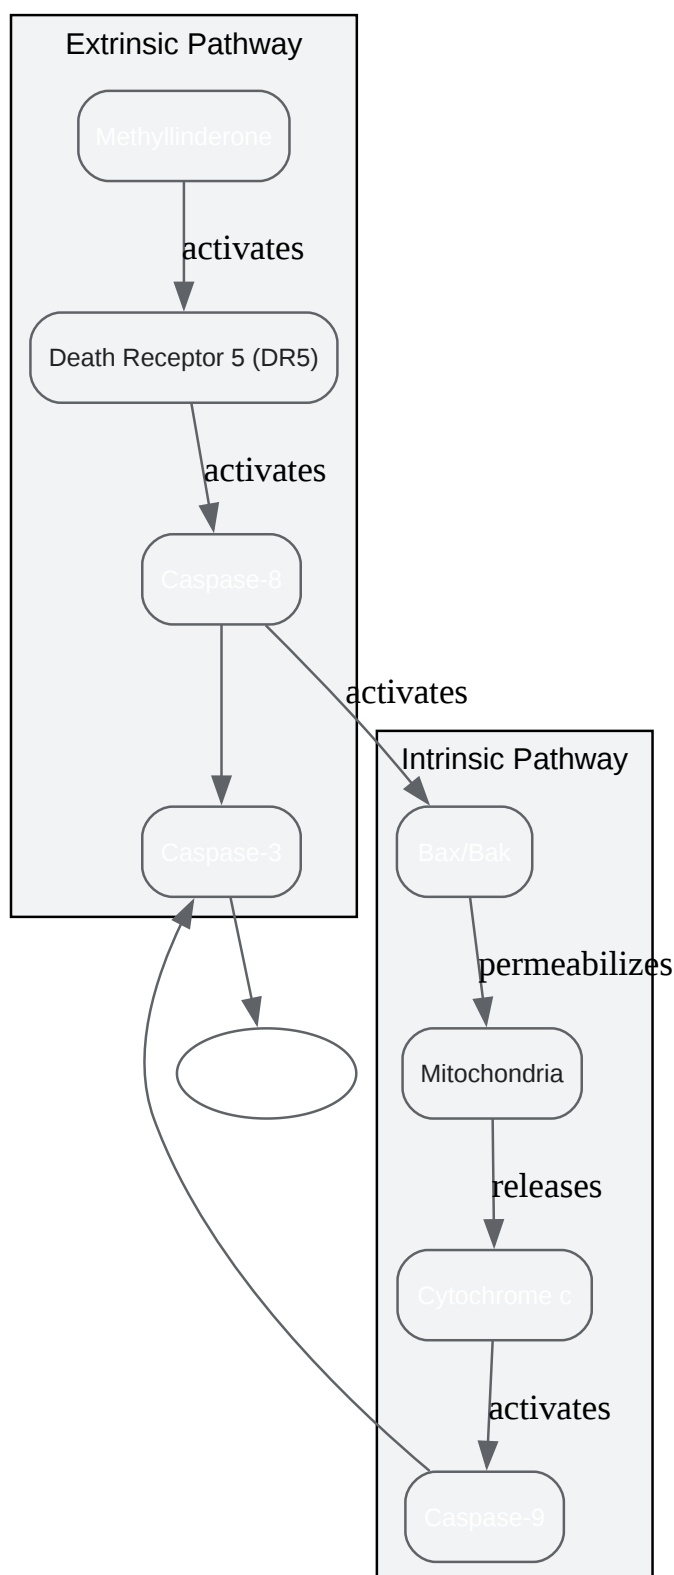 Extrinsic Pathway
Methyllinderone
activates
Death Receptor 5 (DR5)
activates
Caspase-8
activates
Intrinsic Pathway
Caspase-3
Bax/Bak
permeabilizes
Mitochondria
releases
Cytochrome c
activates
Caspase-9